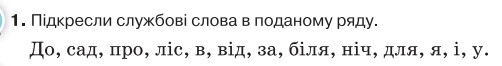 1. Підкресли службові слова в поданому ряду.
До, сад, про, ліс, в, від, за, біля, ніч, для, я, і, у.